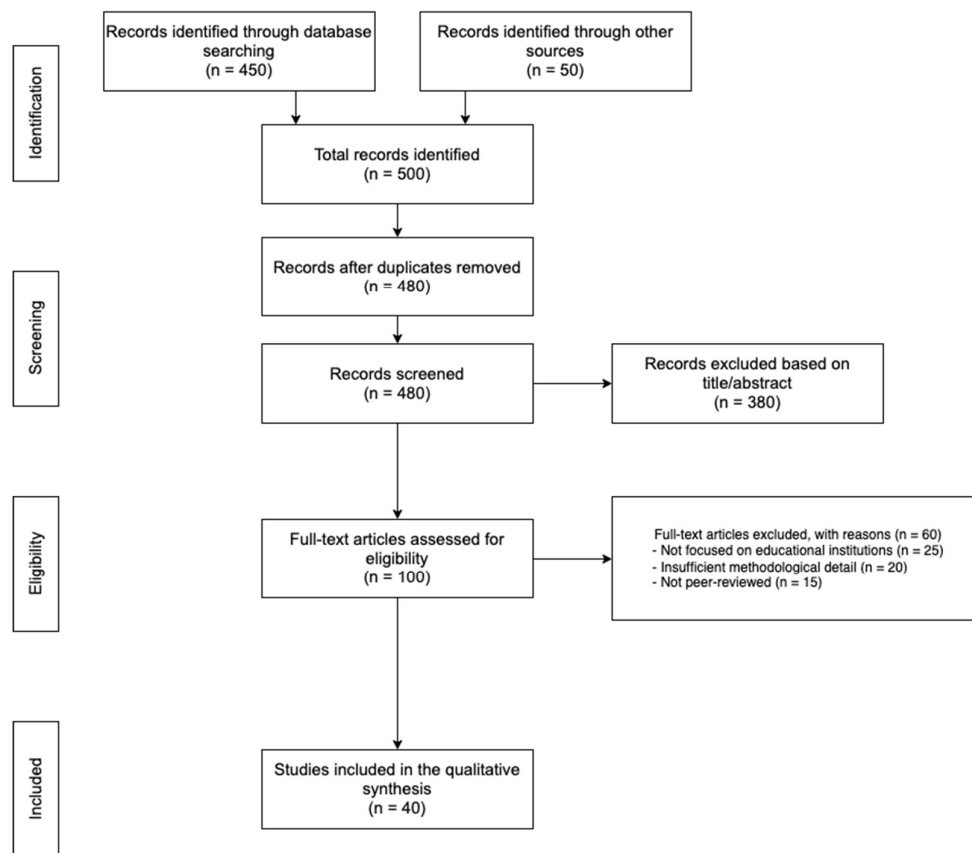 Identification
Records identified through database
searching
(n = 450)
Records identified through other
sources
(n = 50)
Total records identified
(n = 500)
Screening
Records after duplicates removed
(n = 480)
Records screened
(n = 480)
Records excluded based on
title/abstract
(n = 380)
Eligibility
Full-text articles assessed for
eligibility
(n = 100)
Full-text articles excluded, with reasons (n = 60)
- Not focused on educational institutions (n = 25)
- Insufficient methodological detail (n = 20)
- Not peer-reviewed (n = 15)
Included
Studies included in the qualitative
synthesis
(n = 40)